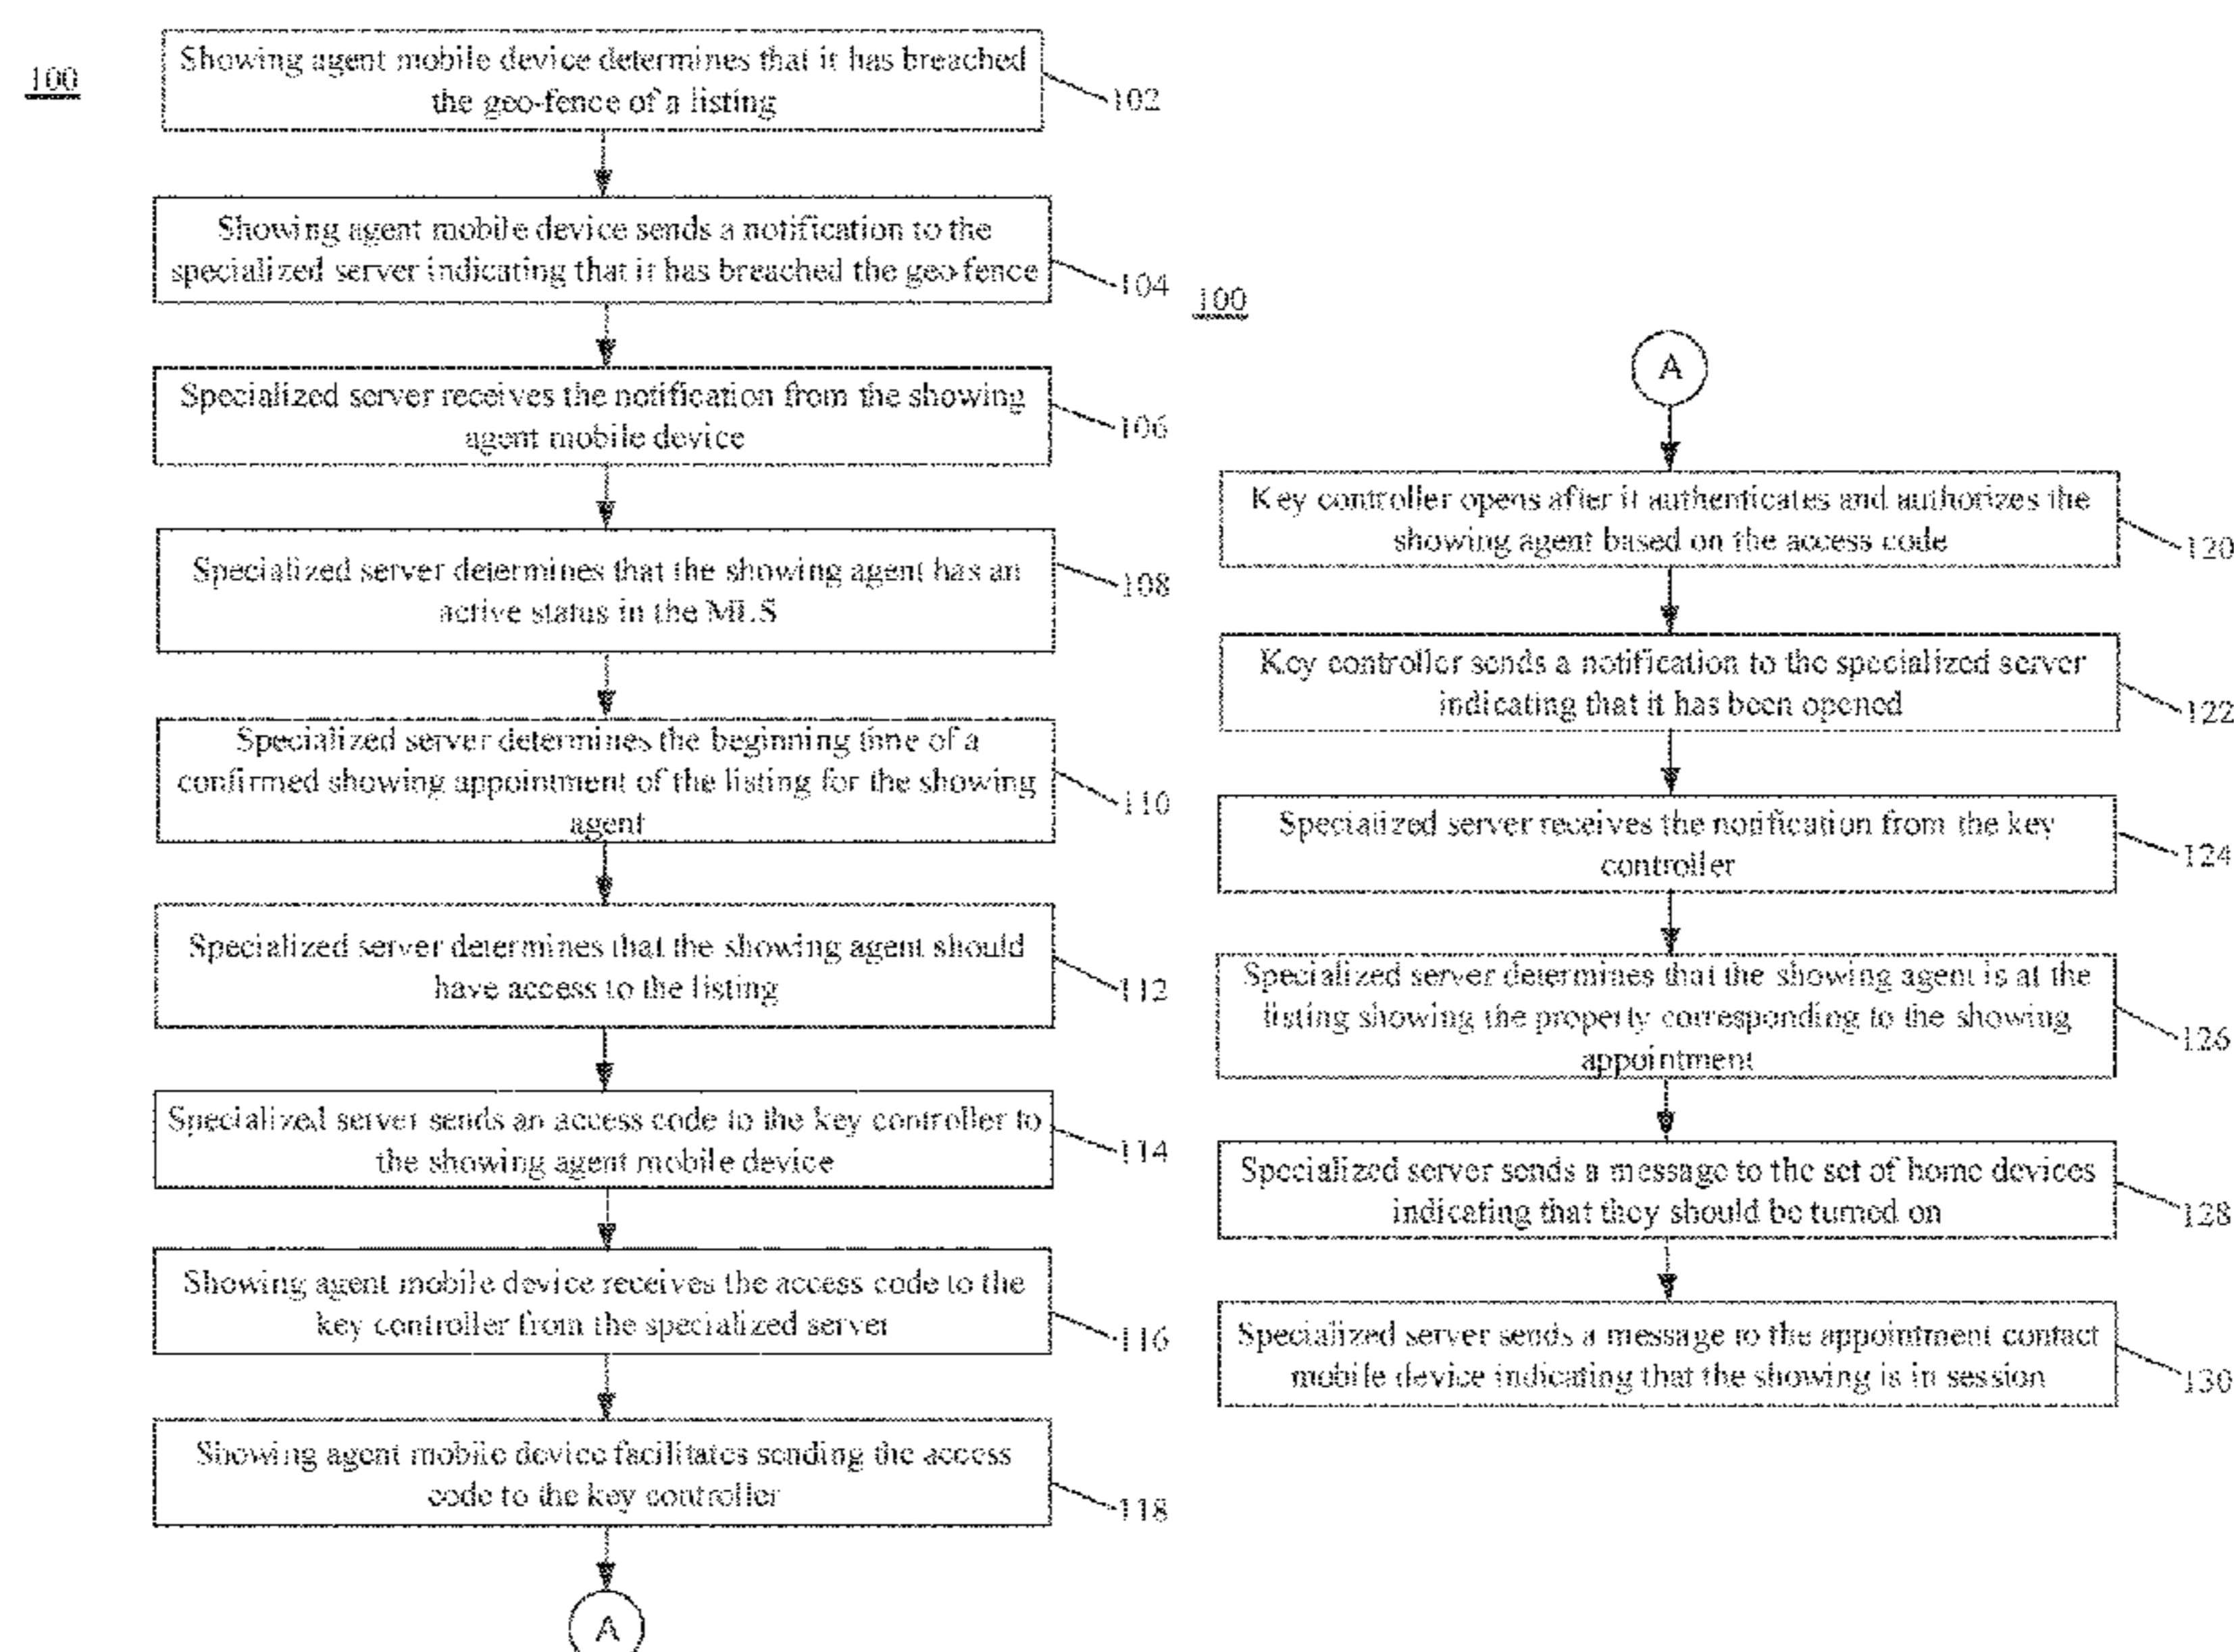 100
Showing agent mobile device determines that it has breached
the geo-fence of a listing
102
Showing agent mobile device sends a notification to the
specialized server indicating that it has breached the geo-fence
104
Specialized server receives the notification from the showing
agent mobile device
106
Specialized server determines that the showing agent has an
active status in the MLS
108
Specialized server determines the beginning time of a
confirmed showing appointment of the listing for the showing
agent
110
Specialized server determines that the showing agent should
have access to the listing
112
Specialized server sends an access code to the key controller to
the showing agent mobile device
114
Showing agent mobile device receives the access code to the
key controller from the specialized server
116
Showing agent mobile device facilitates sending the access
code to the key controller
118
A
100
A
Key controller opens after it authenticates and authorizes the
showing agent based on the access code
120
Key controller sends a notification to the specialized server
indicating that it has been opened
122
Specialized server receives the notification from the key
controller
124
Specialized server determines that the showing agent is at the
listing showing the property corresponding to the showing
appointment
126
Specialized server sends a message to the set of home devices
indicating that they should be turned on
128
Specialized server sends a message to the appointment contact
mobile device indicating that the showing is in session
130